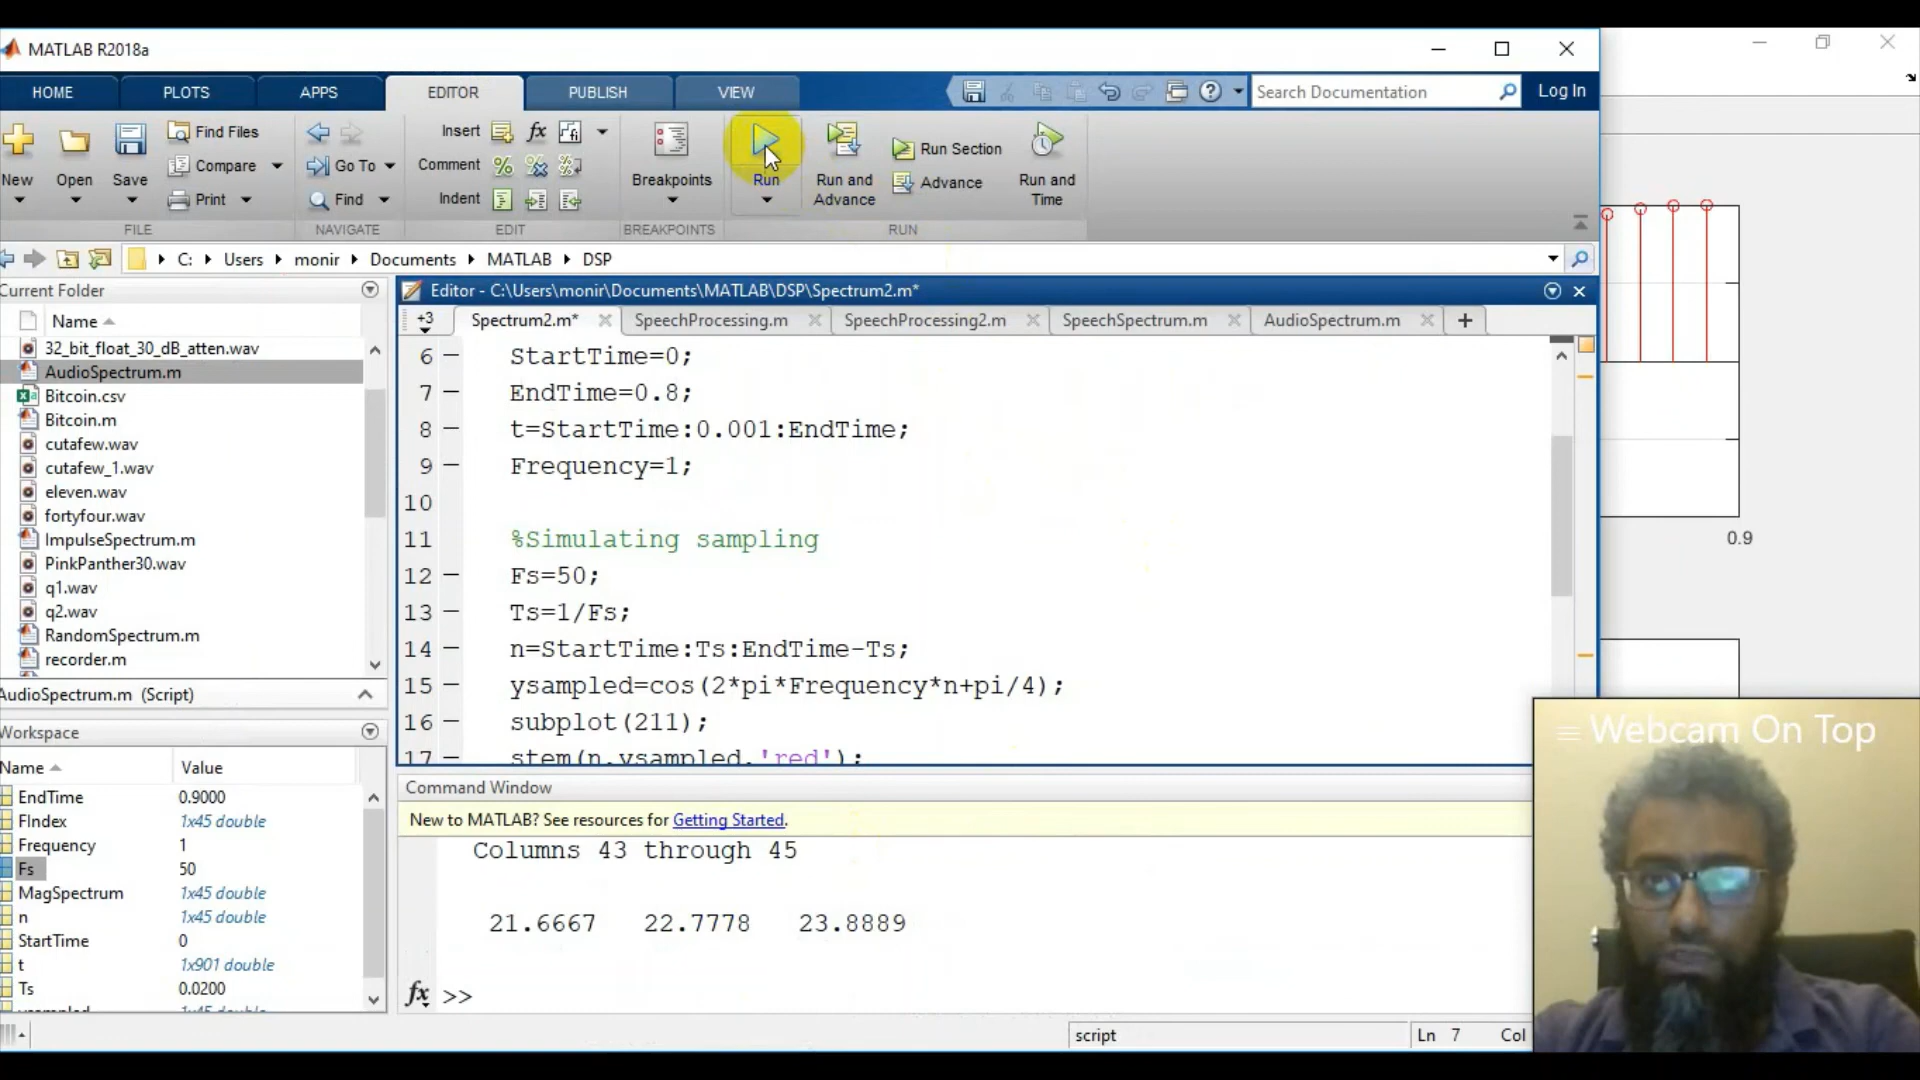 MATLAB R2018a
HOME PLOTS APPS EDITOR PUBLISH VIEW Search Documentation Log In
New Open Save Find Files Compare Print
Go To Find
Insert fx
Comment
Indent
Breakpoints
Run
Run and Advance
Run Section
Advance
Run and Time
FILE NAVIGATE EDIT BREAKPOINTS RUN
C: Users monir Documents MATLAB DSP
Current Folder
Name
32_bit_float_30_dB_atten.wav
AudioSpectrum.m
Bitcoin.csv
Bitcoin.m
cutafew.wav
cutafew_1.wav
eleven.wav
fortyfour.wav
ImpulseSpectrum.m
PinkPanther30.wav
q1.wav
q2.wav
RandomSpectrum.m
recorder.m
AudioSpectrum.m (Script)
Workspace
Name Value
EndTime 0.9000
FIndex 1x45 double
Frequency 1
Fs 50
MagSpectrum 1x45 double
n 1x45 double
StartTime 0
t 1x901 double
Ts 0.0200
ysampled 1x45 double
Editor - C:\Users\monir\Documents\MATLAB\DSP\Spectrum2.m*
+3 Spectrum2.m* SpeechProcessing.m SpeechProcessing2.m SpeechSpectrum.m AudioSpectrum.m +
6 — StartTime=0;
7 — EndTime=0.8;
8 — t=StartTime:0.001:EndTime;
9 — Frequency=1;
10
11 %Simulating sampling
12 — Fs=50;
13 — Ts=1/Fs;
14 — n=StartTime:Ts:EndTime-Ts;
15 — ysampled=cos(2*pi*Frequency*n+pi/4);
16 — subplot(211);
17 — stem(n,ysampled,'red');
Command Window
New to MATLAB? See resources for Getting Started.
Columns 43 through 45
21.6667 22.7778 23.8889
fx >>
script Ln 7 Col
0.9
Webcam On Top